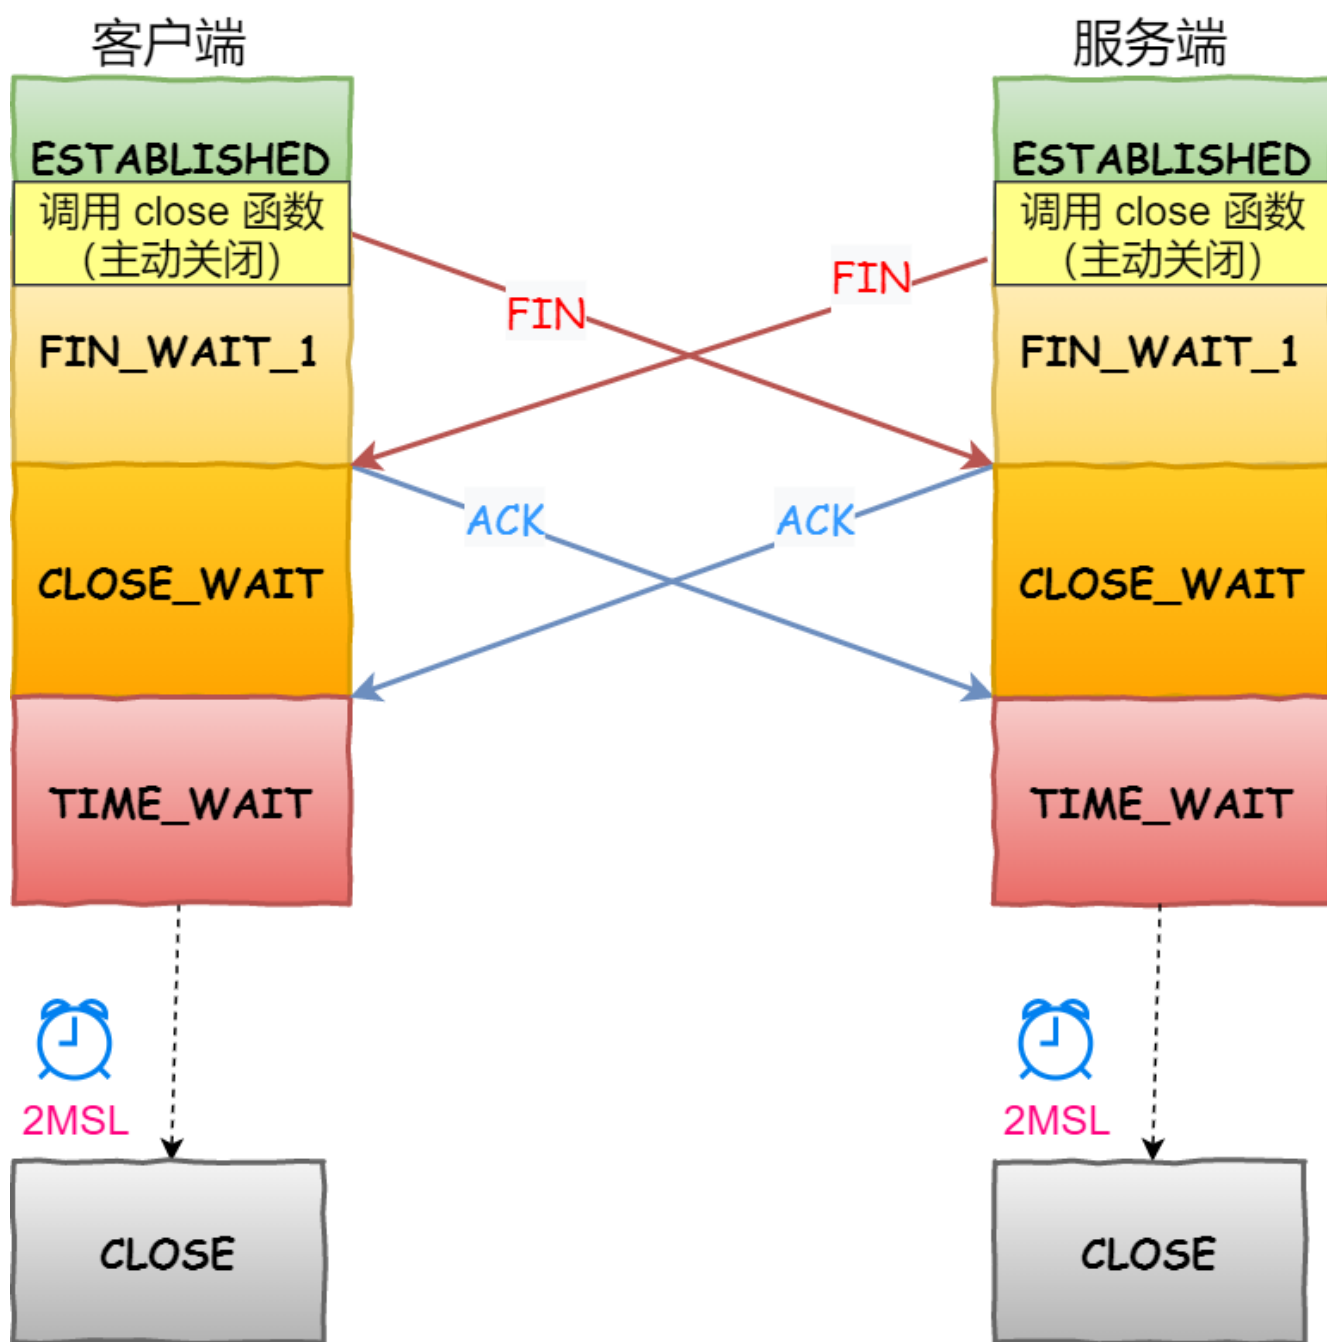 客户端
服务端
ESTABLISHED
ESTABLISHED
调用 close 函数
（主动关闭）
调用 close 函数
（主动关闭）
FIN
FIN
FIN_WAIT_1
FIN_WAIT_1
ACK
ACK
CLOSE_WAIT
CLOSE_WAIT
TIME_WAIT
TIME_WAIT
2MSL
2MSL
CLOSE
CLOSE